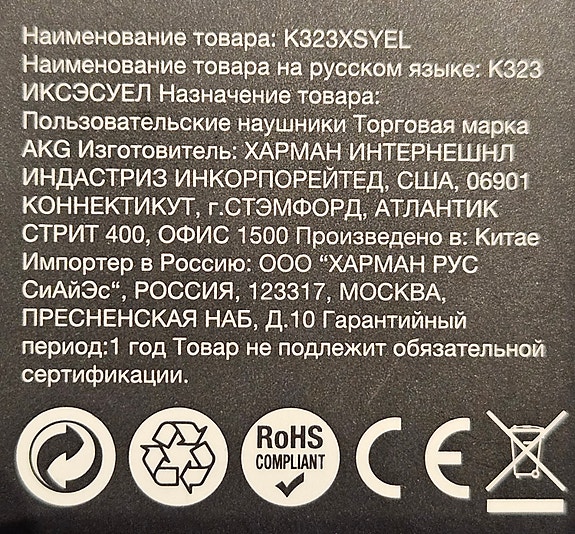 Наименование товара: K323XSYEL
Наименование товара на русском языке: К323
ИКСЭСУЕЛ Назначение товара:
Пользовательские наушники Торговая марка
AKG Изготовитель: ХАРМАН ИНТЕРНЕШНЛ
ИНДАСТРИЗ ИНКОРПОРЕЙТЕД, США, 06901
КОННЕКТИКУТ, г.СТЭМФОРД, АТЛАНТИК
СТРИТ 400, ОФИС 1500 Произведено в: Китае
Импортер в Россию: ООО “ХАРМАН РУС
СиАйЭс“, РОССИЯ, 123317, МОСКВА,
ПРЕСНЕНСКАЯ НАБ, Д.10 Гарантийный
период:1 год Товар не подлежит обязательной
сертификации.
RoHS
COMPLIANT
CE